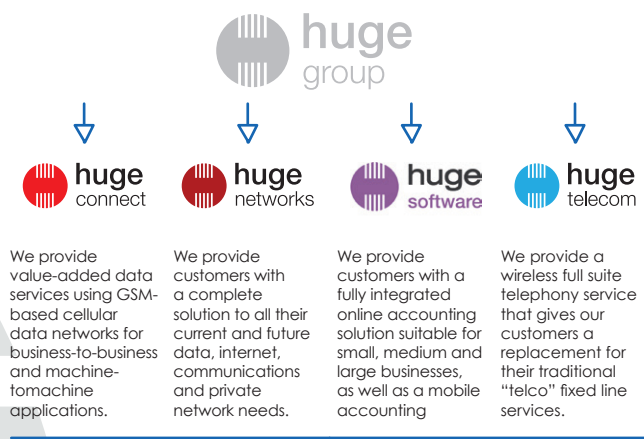 huge
group
huge
connect
We provide
value-added data
services using GSM-
based cellular
data networks for
business-to-business
and machine-
tomachine
applications.
huge
networks
We provide
customers with
a complete
solution to all their
current and future
data, internet,
communications
and private
network needs.
huge
software
We provide
customers with a
fully integrated
online accounting
solution suitable for
small, medium and
large businesses,
as well as a mobile
accounting
huge
telecom
We provide a
wireless full suite
telephony service
that gives our
customers a
replacement for
their traditional
“telco” fixed line
services.